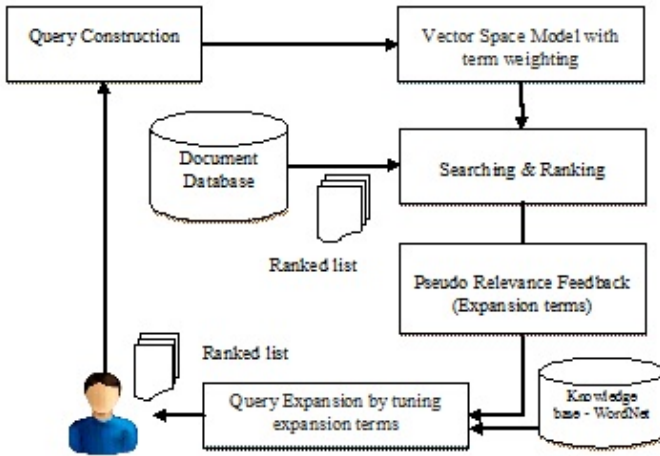 Query Construction
Vector Space Model with
term weighting
Document
Database
Searching & Ranking
Ranked list
Pseudo Relevance Feedback
(Expansion terms)
Ranked list
Query Expansion by tuning
expansion terms
Knowledge
base - WordNet